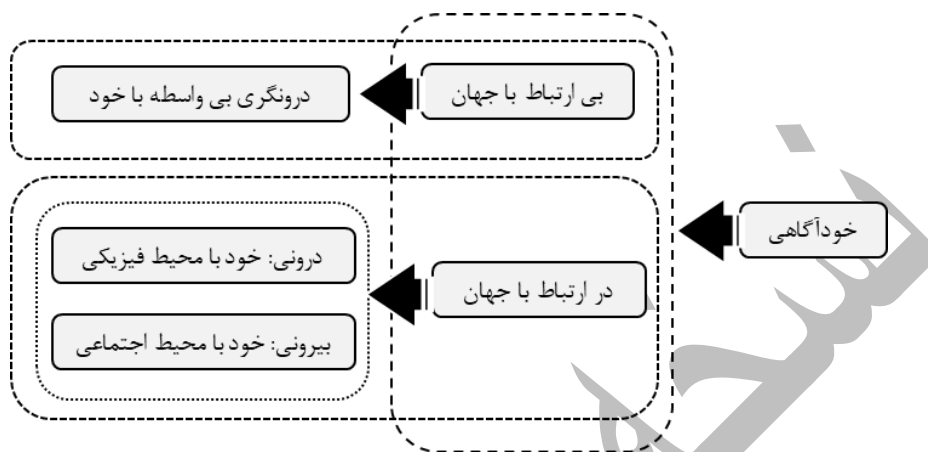 خودآگاهی
بی ارتباط با جهان
درونگری بی واسطه با خود
در ارتباط با جهان
درونی: خود با محیط فیزیکی
بیرونی: خود با محیط اجتماعی